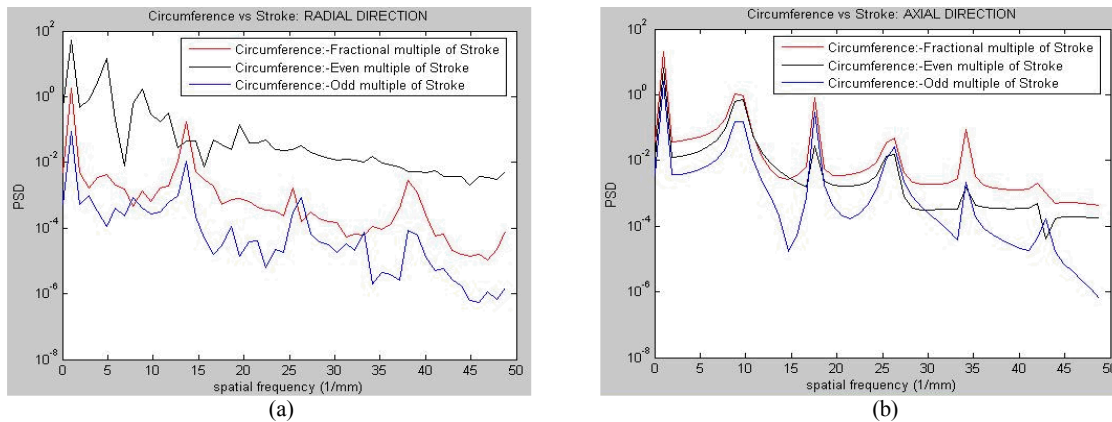 Circumference vs Stroke: RADIAL DIRECTION
10^2
10^0
10^-2
10^-4
10^-6
10^-8
PSD
Circumference:-Fractional multiple of Stroke
Circumference:-Even multiple of Stroke
Circumference:-Odd multiple of Stroke
0 5 10 15 20 25 30 35 40 45 50
spatial frequency (1/mm)
(a)
Circumference vs Stroke: AXIAL DIRECTION
10^2
10^0
10^-2
10^-4
10^-6
10^-8
PSD
Circumference:-Fractional multiple of Stroke
Circumference:-Even multiple of Stroke
Circumference:-Odd multiple of Stroke
0 5 10 15 20 25 30 35 40 45 50
spatial frequency (1/mm)
(b)